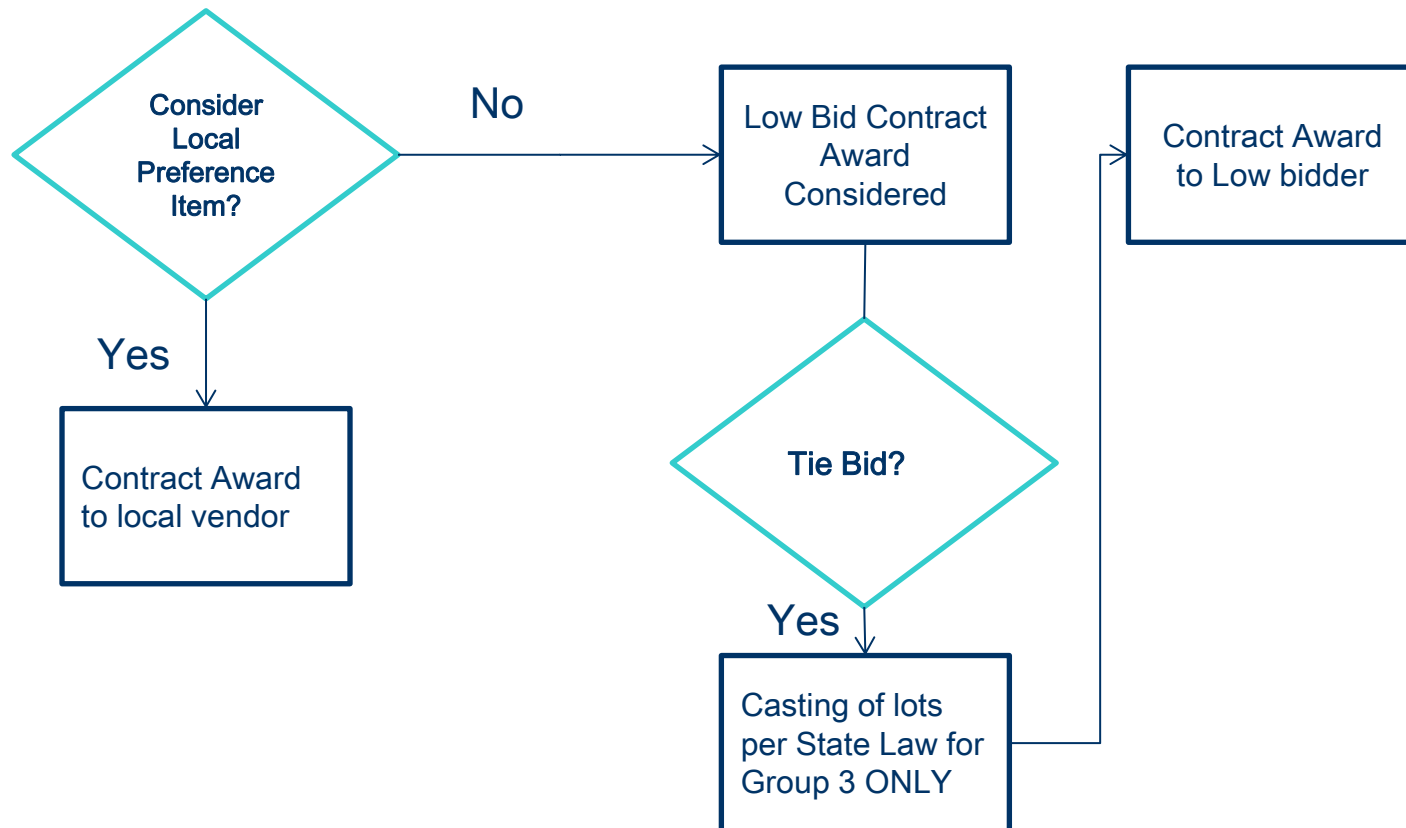 Consider
Local
Preference
Item?
No
Low Bid Contract
Award
Considered
Contract Award
to Low bidder
Yes
Contract Award
to local vendor
Tie Bid?
Yes
Casting of lots
per State Law for
Group 3 ONLY